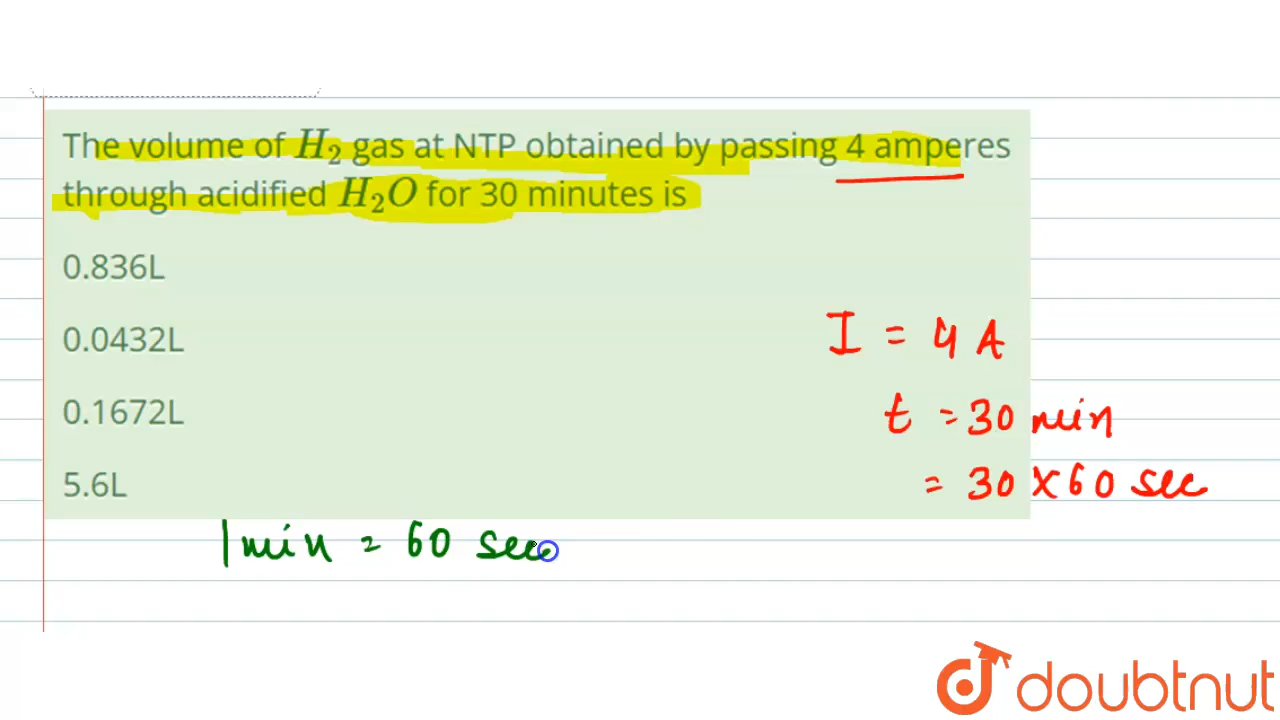 The volume of H₂ gas at NTP obtained by passing 4 amperes
through acidified H₂O for 30 minutes is
0.836L
0.0432L
0.1672L
5.6L
I = 4 A
t = 30 min
= 30 × 60 sec
1 min = 60 sec
doubtnut